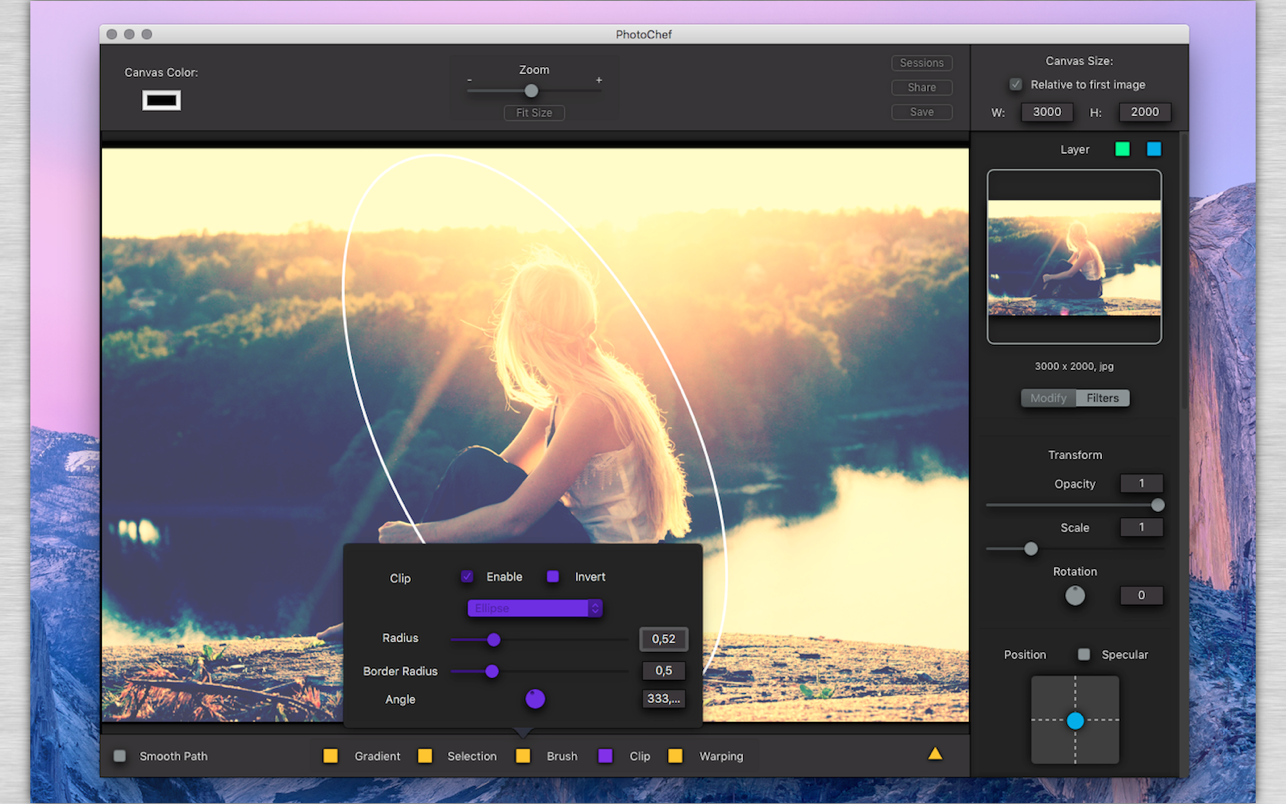 PhotoChef
Canvas Color:
Zoom
- +
Fit Size
Sessions
Share
Save
Canvas Size:
Relative to first image
W: 3000 H: 2000
Layer
3000 x 2000, jpg
Modify Filters
Transform
Opacity 1
Scale 1
Rotation
0
Position Specular
Clip Enable Invert
Ellipse
Radius 0,52
Border Radius 0,5
Angle 333,...
Smooth Path Gradient Selection Brush Clip Warping